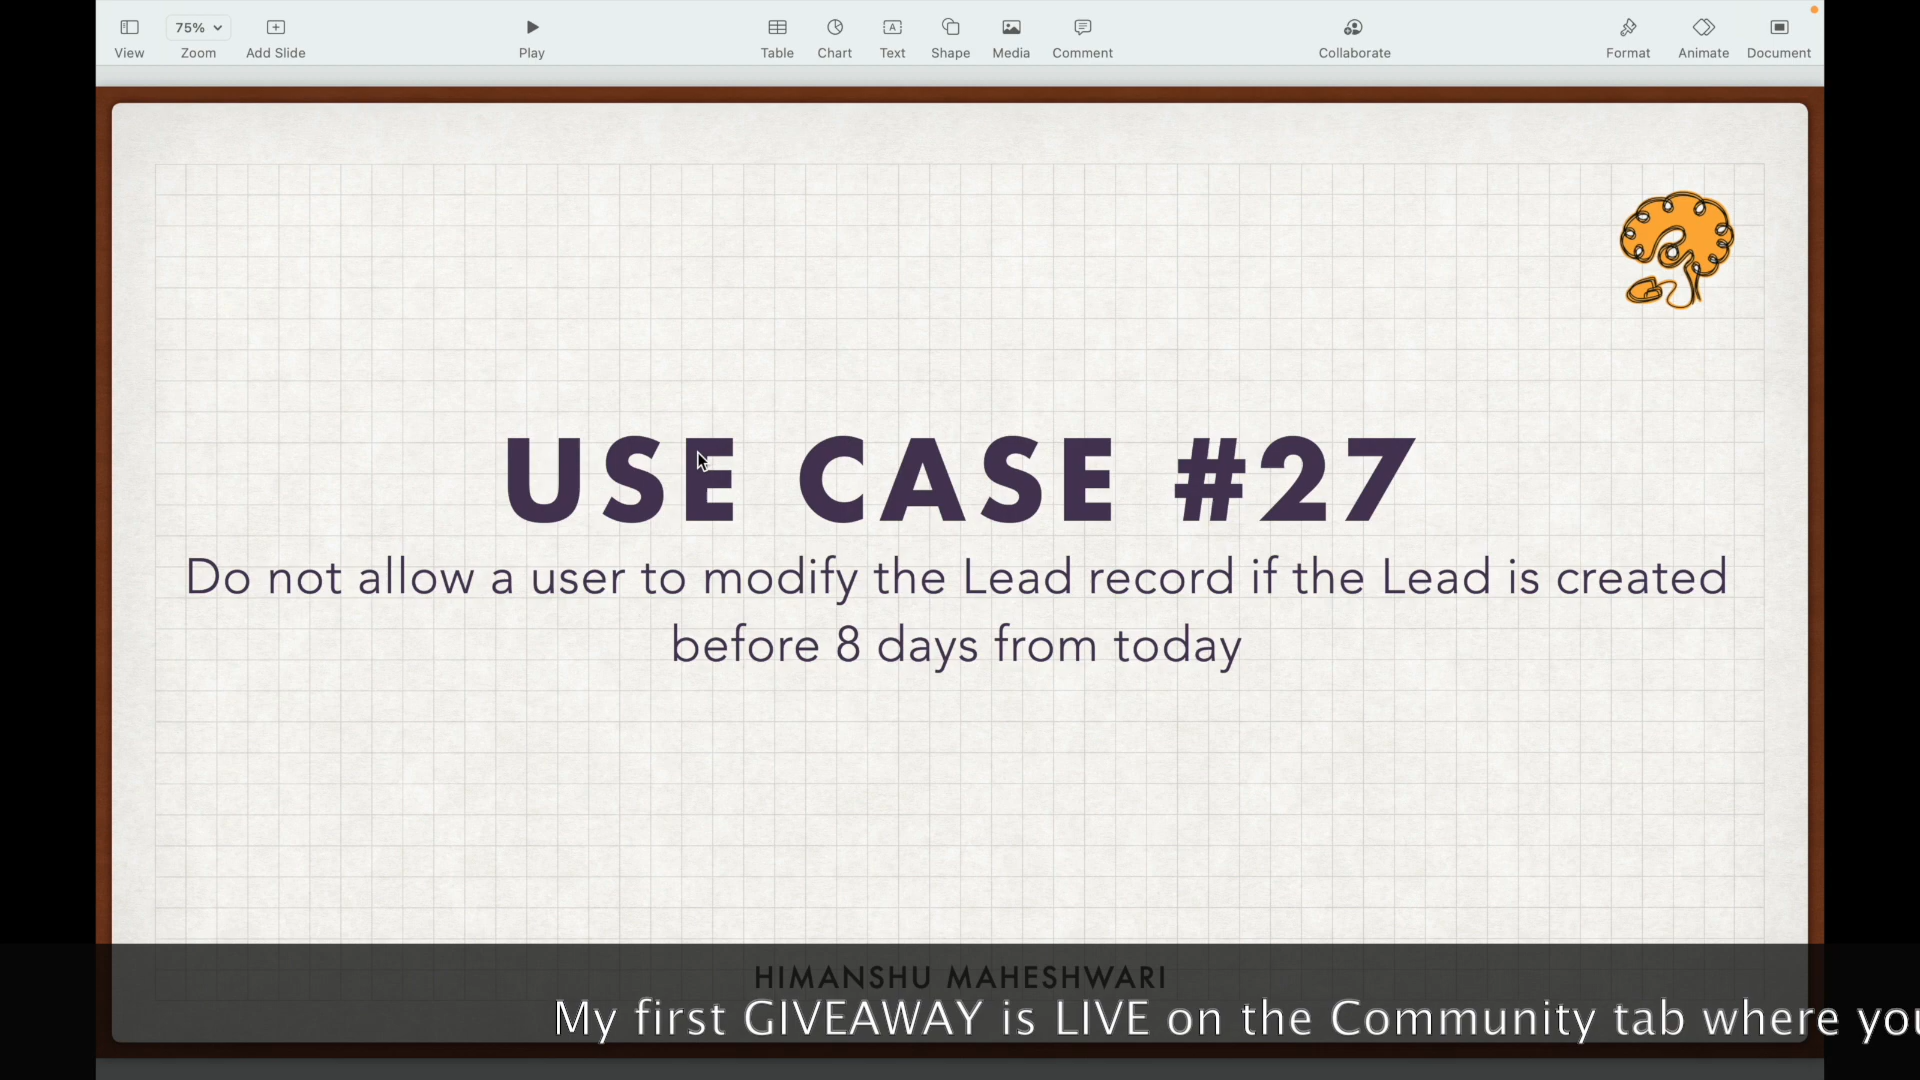 75%
View
Zoom
Add Slide
Play
Table
Chart
Text
Shape
Media
Comment
Collaborate
Format
Animate
Document
USE CASE #27
Do not allow a user to modify the Lead record if the Lead is created
before 8 days from today
HIMANSHU MAHESHWARI
My first GIVEAWAY is LIVE on the Community tab where